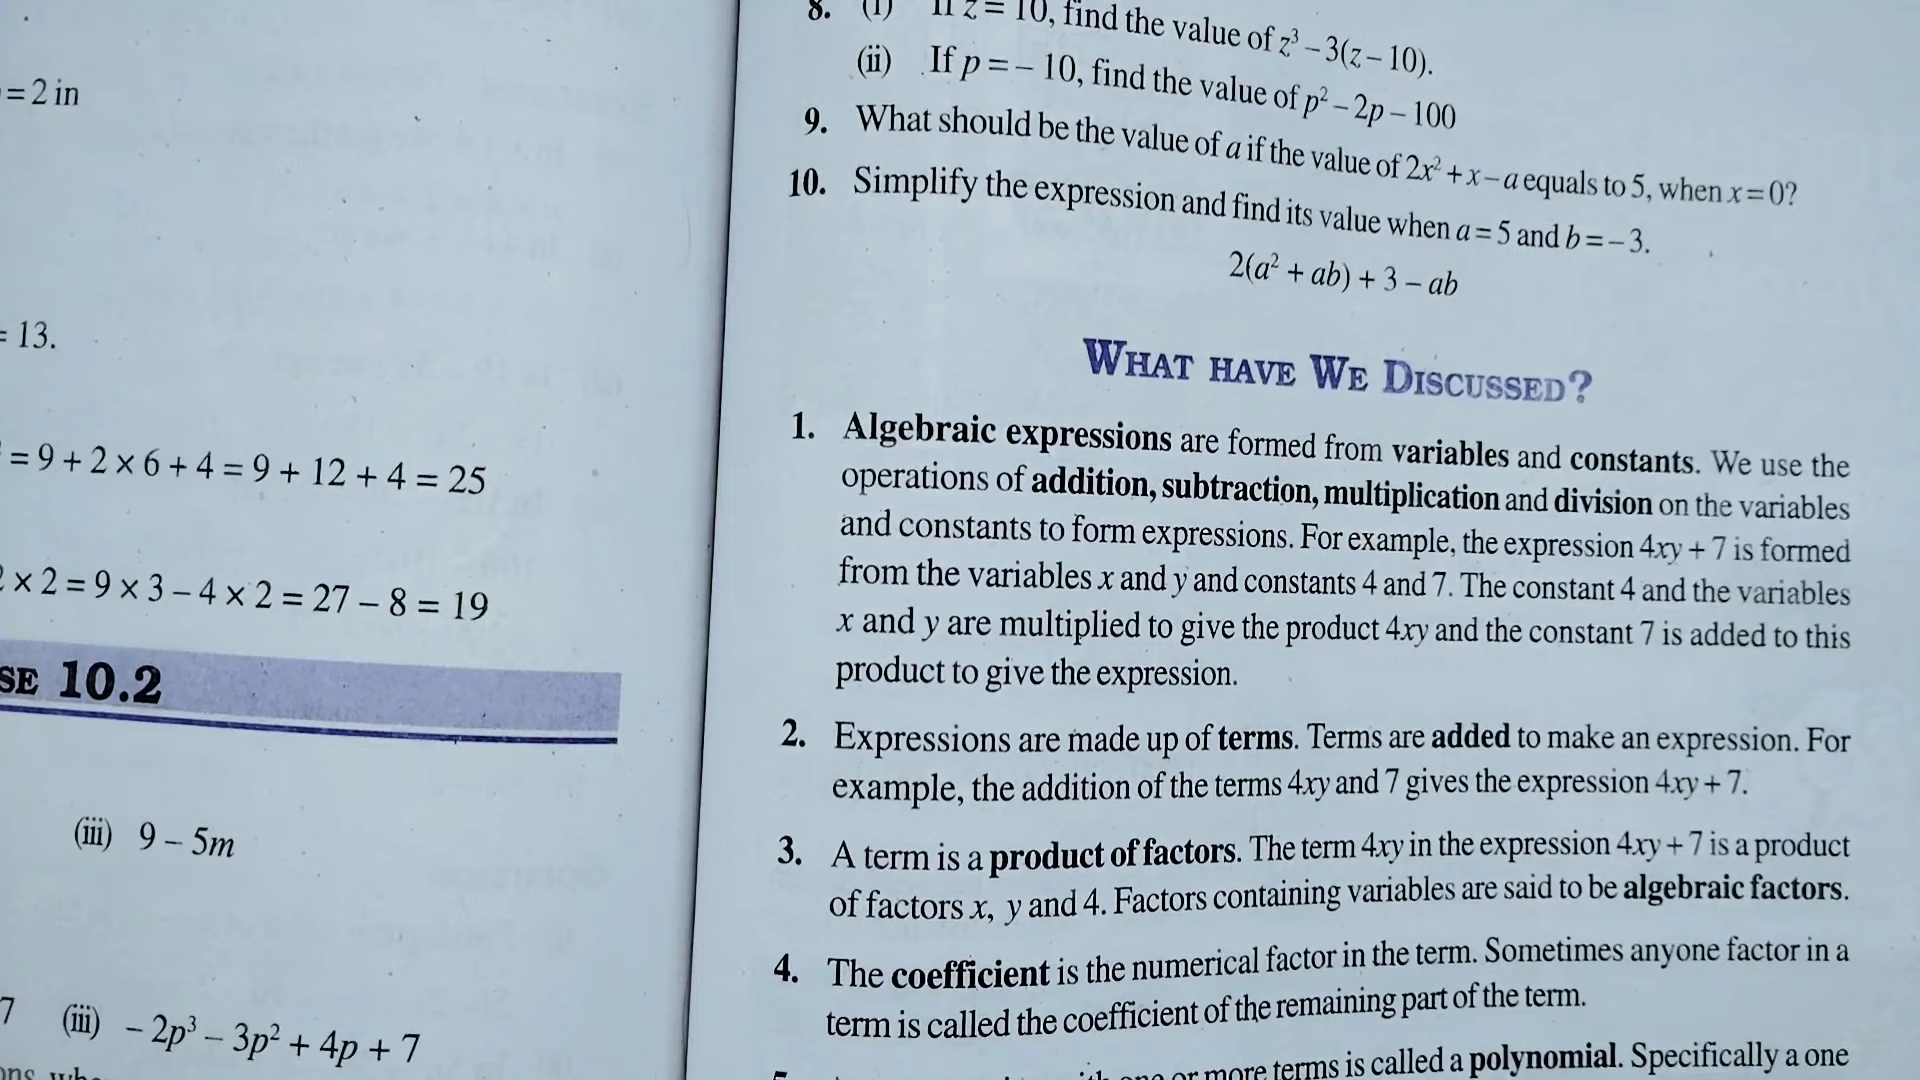 = 2 in
= 13.
= 9 + 2 × 6 + 4 = 9 + 12 + 4 = 25
× 2 = 9 × 3 – 4 × 2 = 27 – 8 = 19
SE 10.2
(iii) 9 – 5m
7 (iii) – 2p³ – 3p² + 4p + 7
8. (i) If z = 10, find the value of z³ – 3(z – 10).
(ii) If p = – 10, find the value of p² – 2p – 100
9. What should be the value of a if the value of 2x² + x – a equals to 5, when x = 0?
10. Simplify the expression and find its value when a = 5 and b = – 3.
2(a² + ab) + 3 – ab
WHAT HAVE WE DISCUSSED?
1. Algebraic expressions are formed from variables and constants. We use the
operations of addition, subtraction, multiplication and division on the variables
and constants to form expressions. For example, the expression 4xy + 7 is formed
from the variables x and y and constants 4 and 7. The constant 4 and the variables
x and y are multiplied to give the product 4xy and the constant 7 is added to this
product to give the expression.
2. Expressions are made up of terms. Terms are added to make an expression. For
example, the addition of the terms 4xy and 7 gives the expression 4xy + 7.
3. A term is a product of factors. The term 4xy in the expression 4xy + 7 is a product
of factors x, y and 4. Factors containing variables are said to be algebraic factors.
4. The coefficient is the numerical factor in the term. Sometimes anyone factor in a
term is called the coefficient of the remaining part of the term.
one or more terms is called a polynomial. Specifically a one